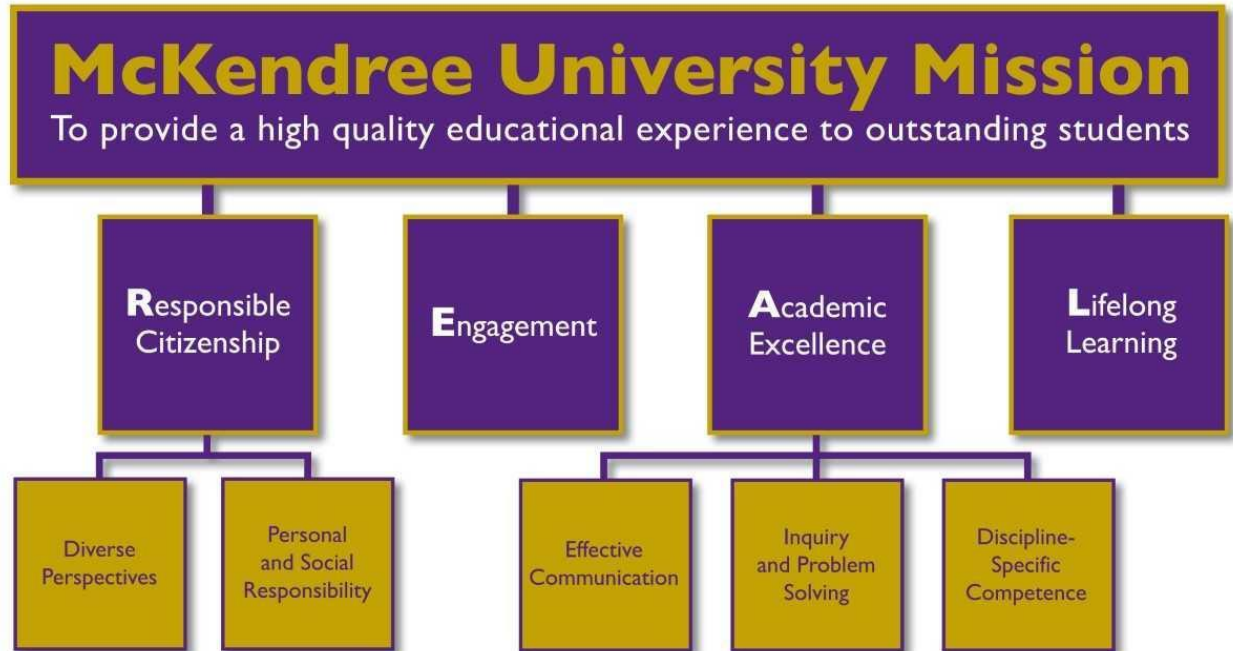 McKendree University Mission
To provide a high quality educational experience to outstanding students
Responsible
Citizenship
Engagement
Academic
Excellence
Lifelong
Learning
Diverse
Perspectives
Personal
and Social
Responsibility
Effective
Communication
Inquiry
and Problem
Solving
Discipline-
Specific
Competence